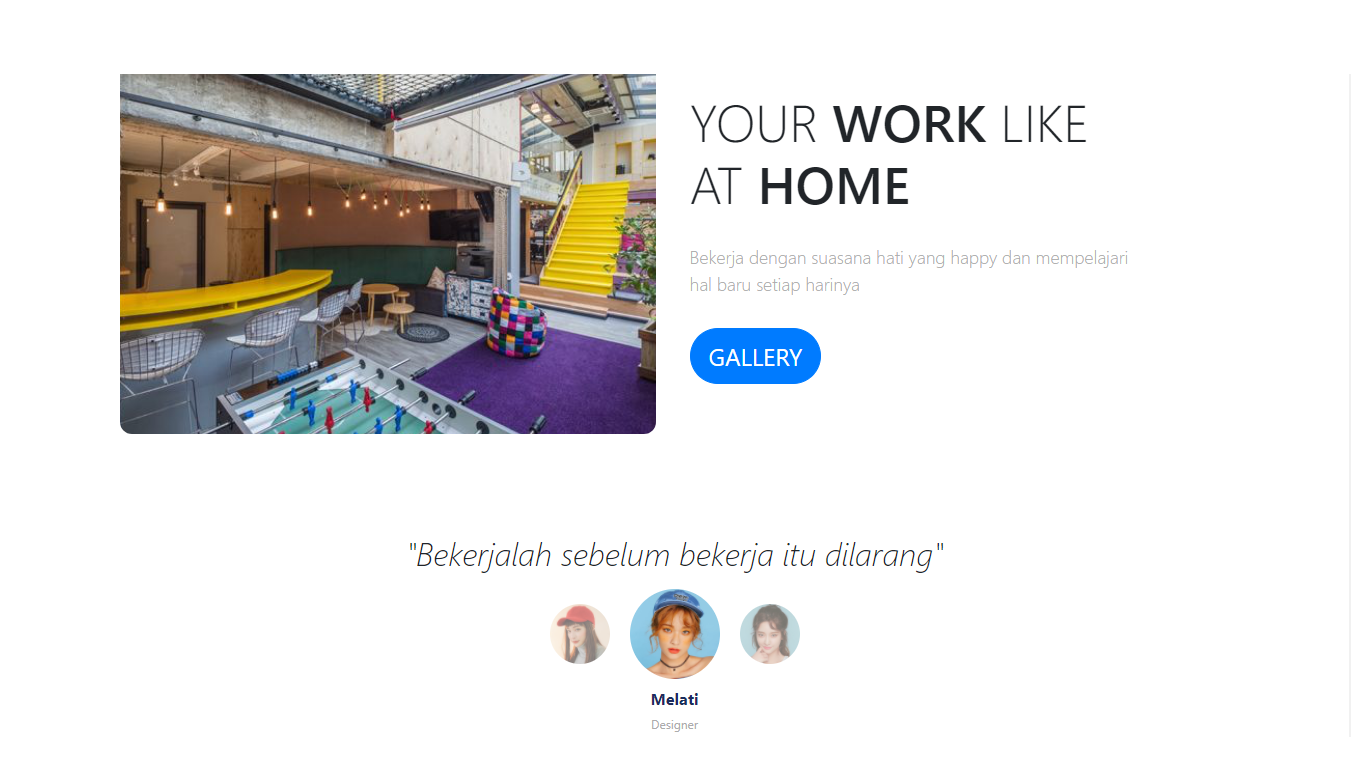 YOUR WORK LIKE
AT HOME
Bekerja dengan suasana hati yang happy dan mempelajari
hal baru setiap harinya
GALLERY
"Bekerjalah sebelum bekerja itu dilarang"
Melati
Designer